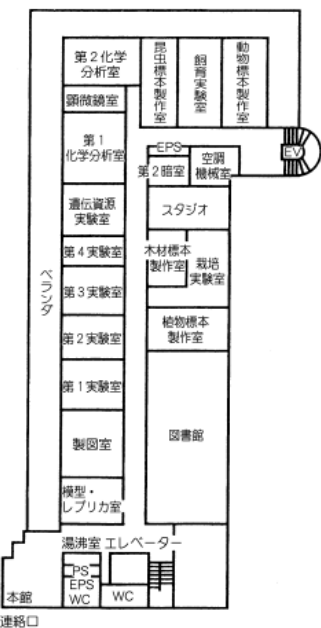 第2化学
分析室
昆虫標本製作室
飼育実験室
動物標本製作室
顕微鏡室
第1
化学分析室
EPS
第2暗室
空調
機械室
EV
遺伝資源
実験室
スタジオ
第4実験室
木材標本
製作室
栽培
実験室
ベランダ
第3実験室
第2実験室
植物標本
製作室
第1実験室
製図室
図書館
模型・
レプリカ室
湯沸室 エレベーター
PS
EPS
WC
WC
本館
連絡口